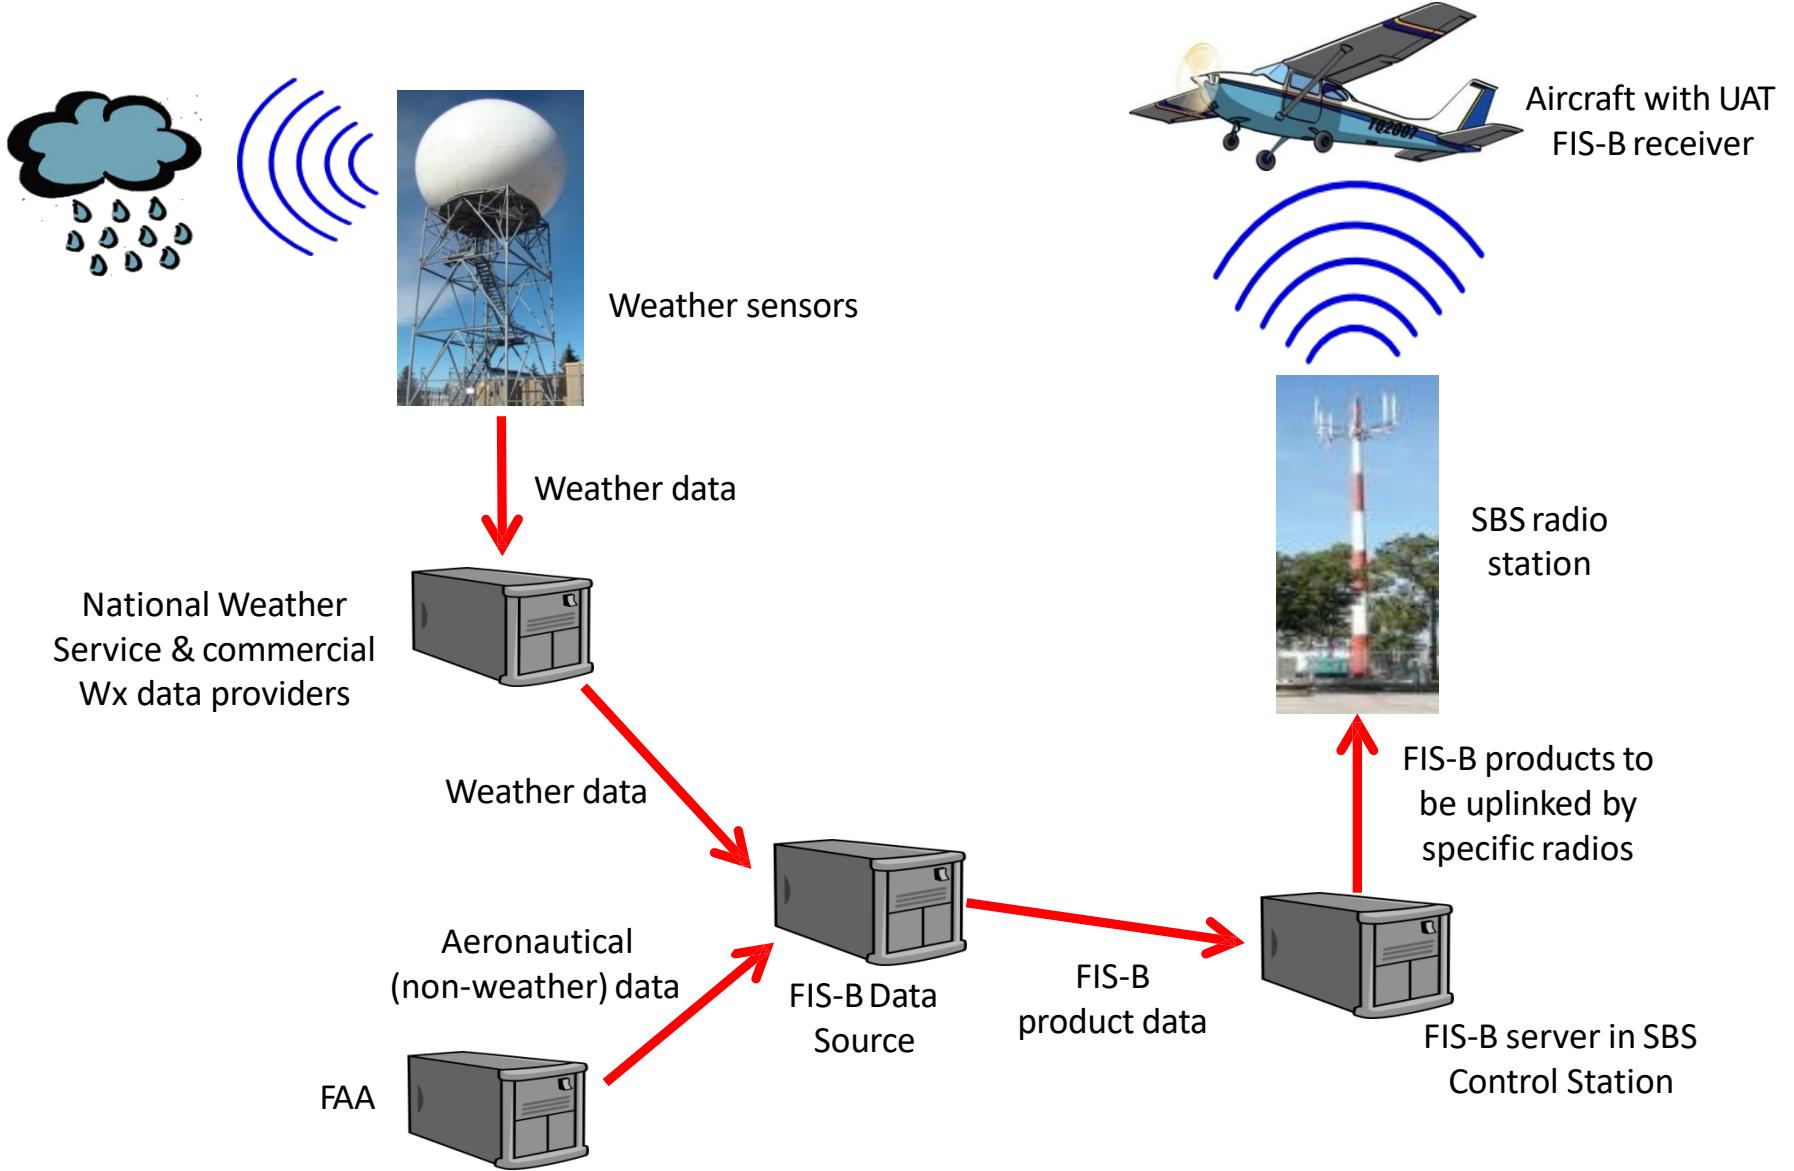 Aircraft with UAT
FIS-B receiver
TQ2007
Weather sensors
Weather data
SBS radio
station
National Weather
Service & commercial
Wx data providers
FIS-B products to
be uplinked by
specific radios
Weather data
Aeronautical
(non-weather) data
FIS-B Data
Source
FIS-B
product data
FIS-B server in SBS
Control Station
FAA